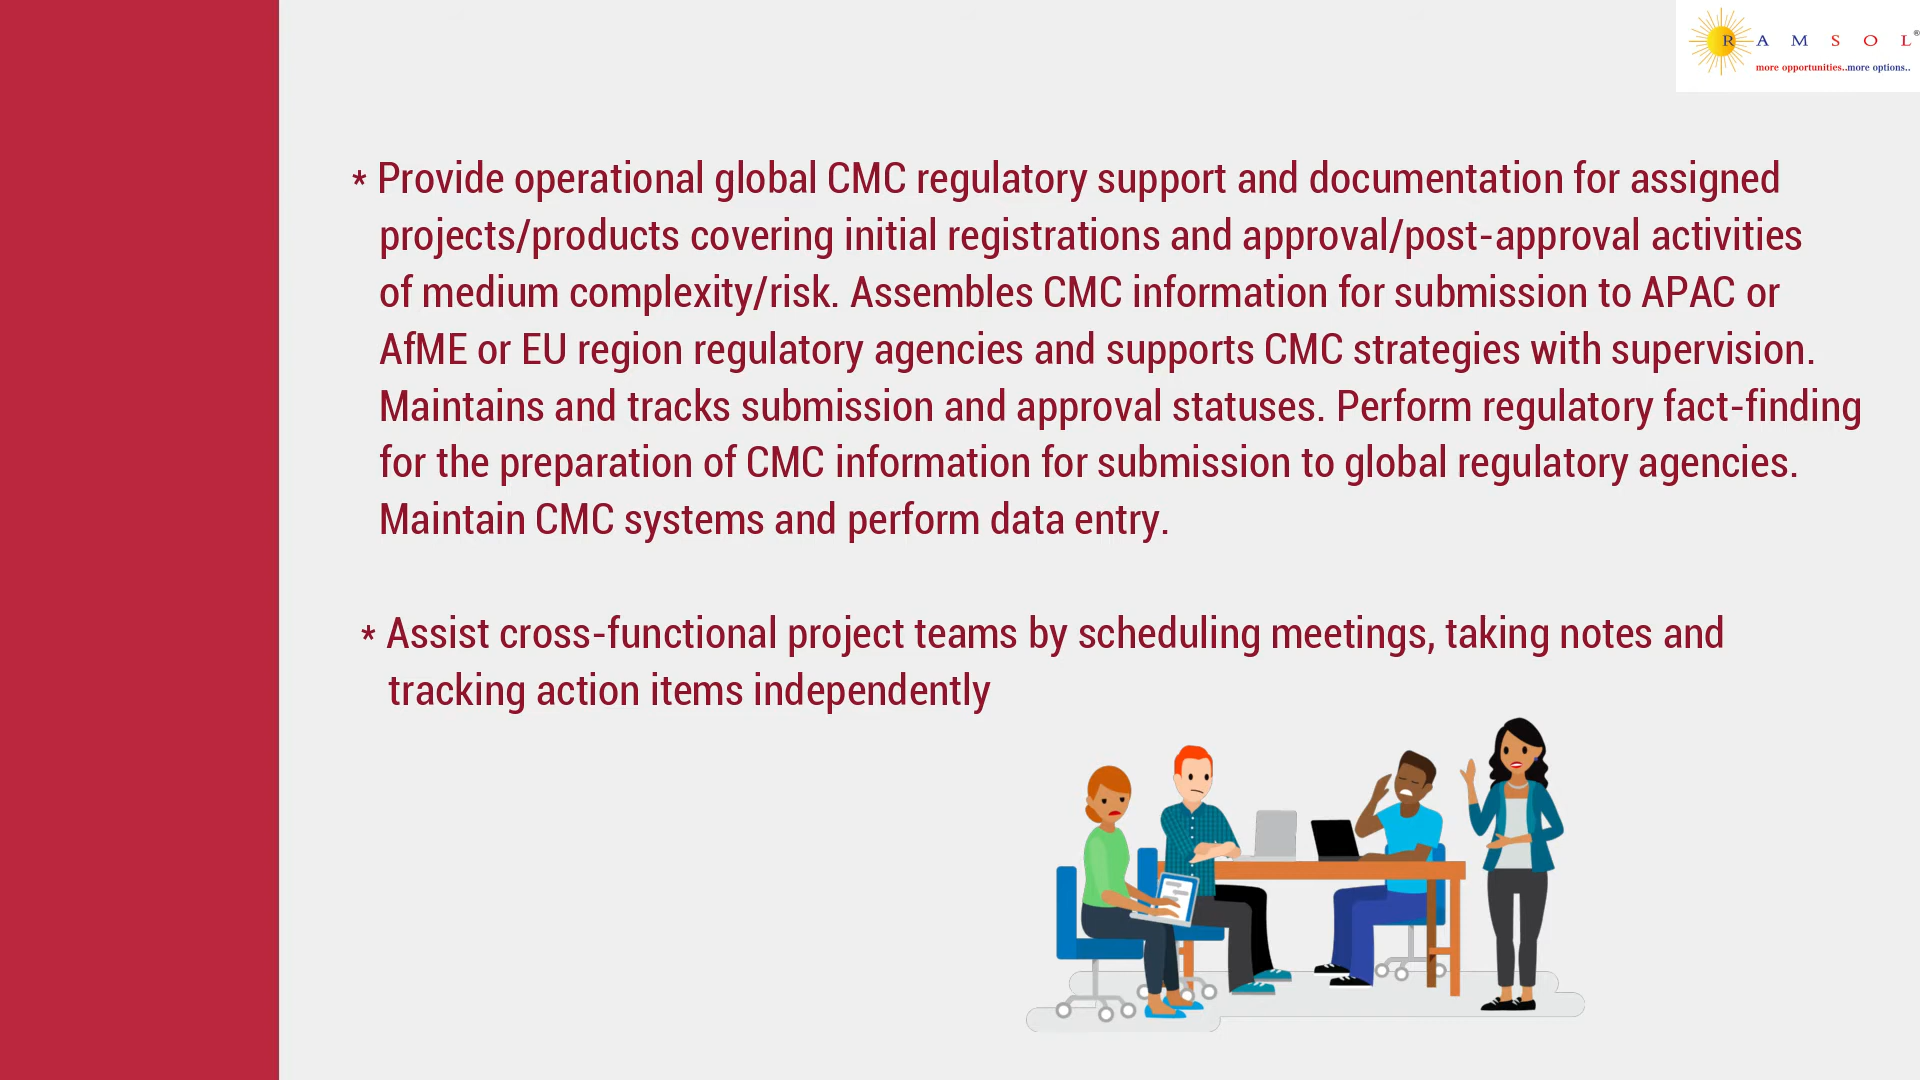 R A M S O L®
more opportunities..more options..
* Provide operational global CMC regulatory support and documentation for assigned
projects/products covering initial registrations and approval/post-approval activities
of medium complexity/risk. Assembles CMC information for submission to APAC or
AfME or EU region regulatory agencies and supports CMC strategies with supervision.
Maintains and tracks submission and approval statuses. Perform regulatory fact-finding
for the preparation of CMC information for submission to global regulatory agencies.
Maintain CMC systems and perform data entry.
* Assist cross-functional project teams by scheduling meetings, taking notes and
tracking action items independently